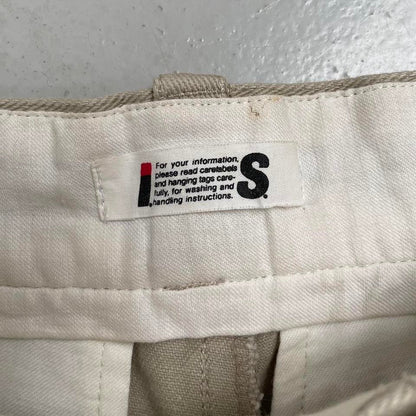 I.S.
For your information,
please read carelabels
and hanging tags care-
fully, for washing and
handling instructions.